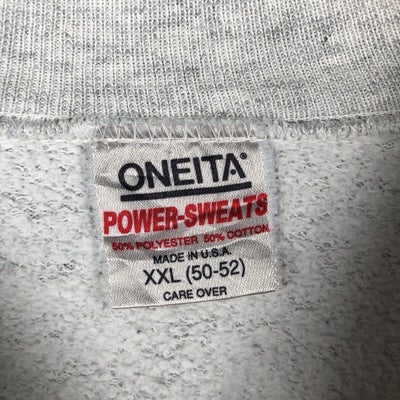 ONEITA®
POWER-SWEATS
50% POLYESTER 50% COTTON
MADE IN U.S.A.
XXL (50-52)
CARE OVER